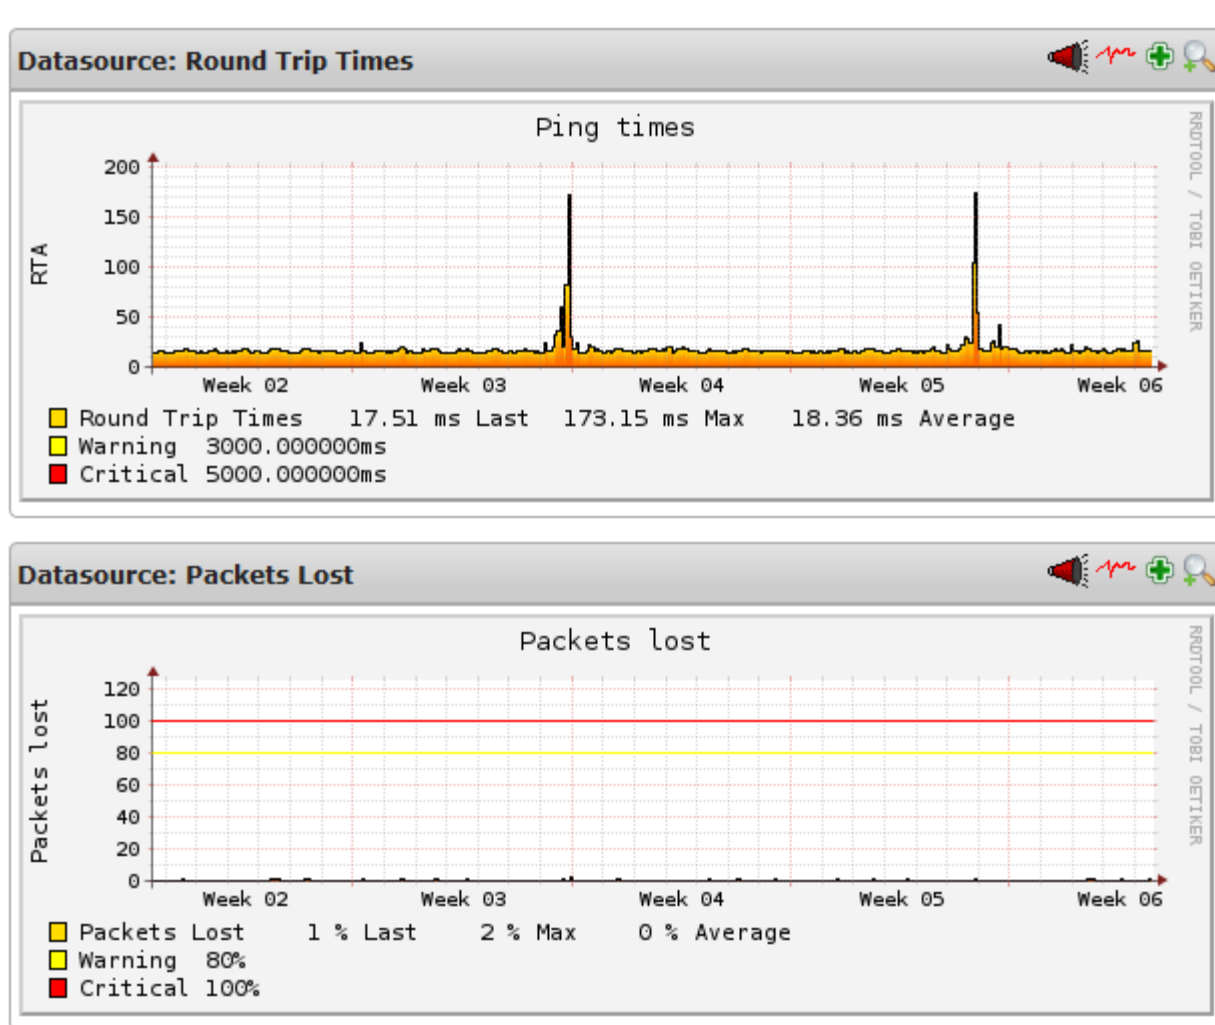 Datasource: Round Trip Times
Ping times
RTA
200
150
100
50
0
Week 02 Week 03 Week 04 Week 05 Week 06
Round Trip Times 17.51 ms Last 173.15 ms Max 18.36 ms Average
Warning 3000.000000ms
Critical 5000.000000ms
RRDTOOL / TOBI OETIKER
Datasource: Packets Lost
Packets lost
Packets lost
120
100
80
60
40
20
0
Week 02 Week 03 Week 04 Week 05 Week 06
Packets Lost 1 % Last 2 % Max 0 % Average
Warning 80%
Critical 100%
RRDTOOL / TOBI OETIKER